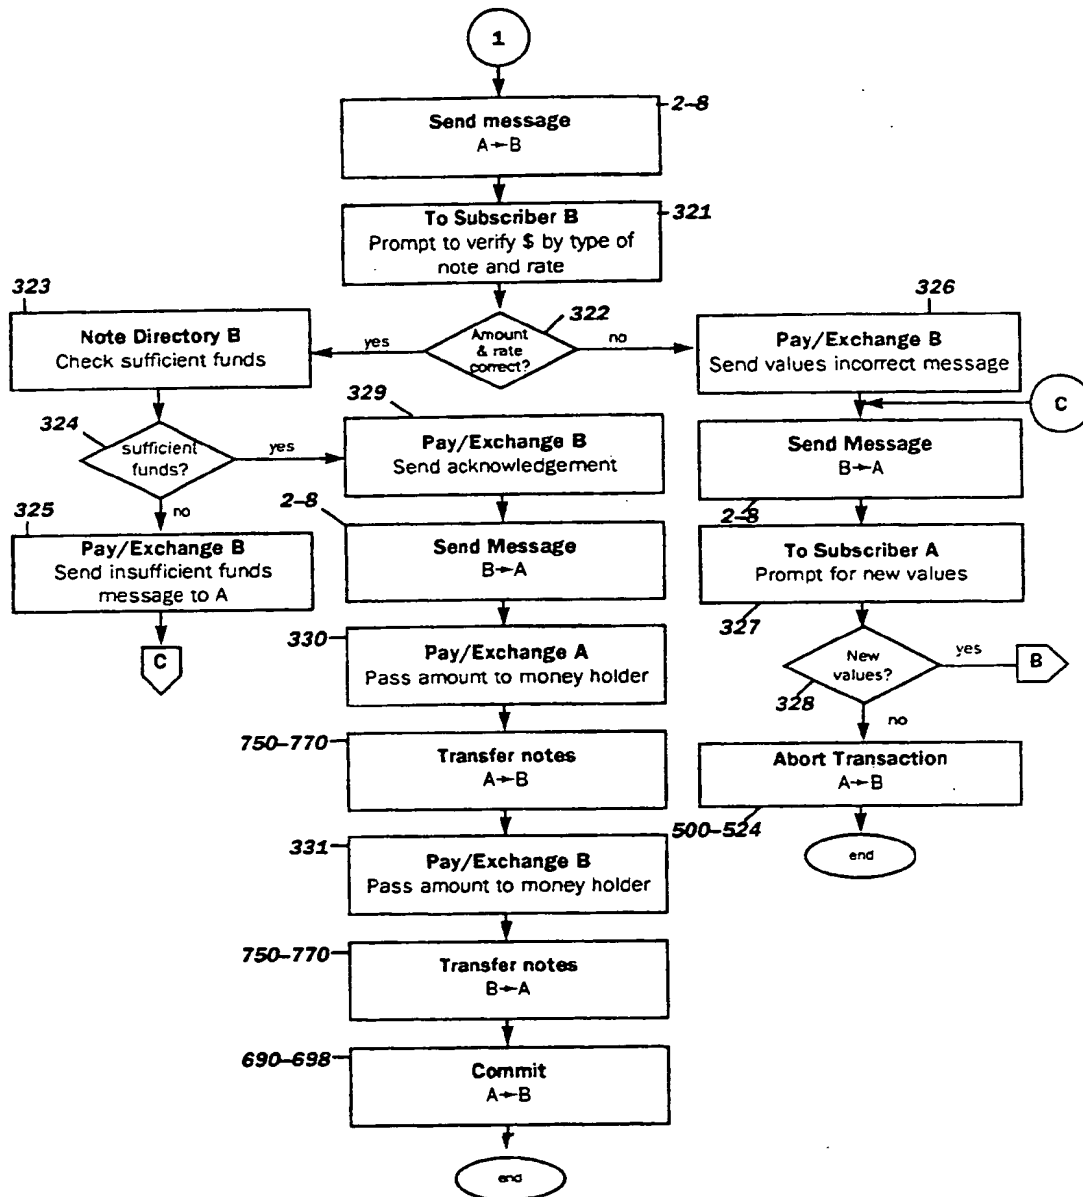 1
2-8
Send message
A→B
321
To Subscriber B
Prompt to verify $ by type of
note and rate
323
Note Directory B
Check sufficient funds
yes
322
Amount
& rate
correct?
no
326
Pay/Exchange B
Send values incorrect message
C
324
Sufficient
funds?
yes
no
329
Pay/Exchange B
Send acknowledgement
Send Message
B→A
2-8
325
Pay/Exchange B
Send insufficient funds
message to A
C
2-8
Send Message
B→A
To Subscriber A
Prompt for new values
327
330
Pay/Exchange A
Pass amount to money holder
New
values?
328
yes
B
no
750-770
Transfer notes
A→B
Abort Transaction
A→B
500-524
end
331
Pay/Exchange B
Pass amount to money holder
750-770
Transfer notes
B→A
690-698
Commit
A→B
end